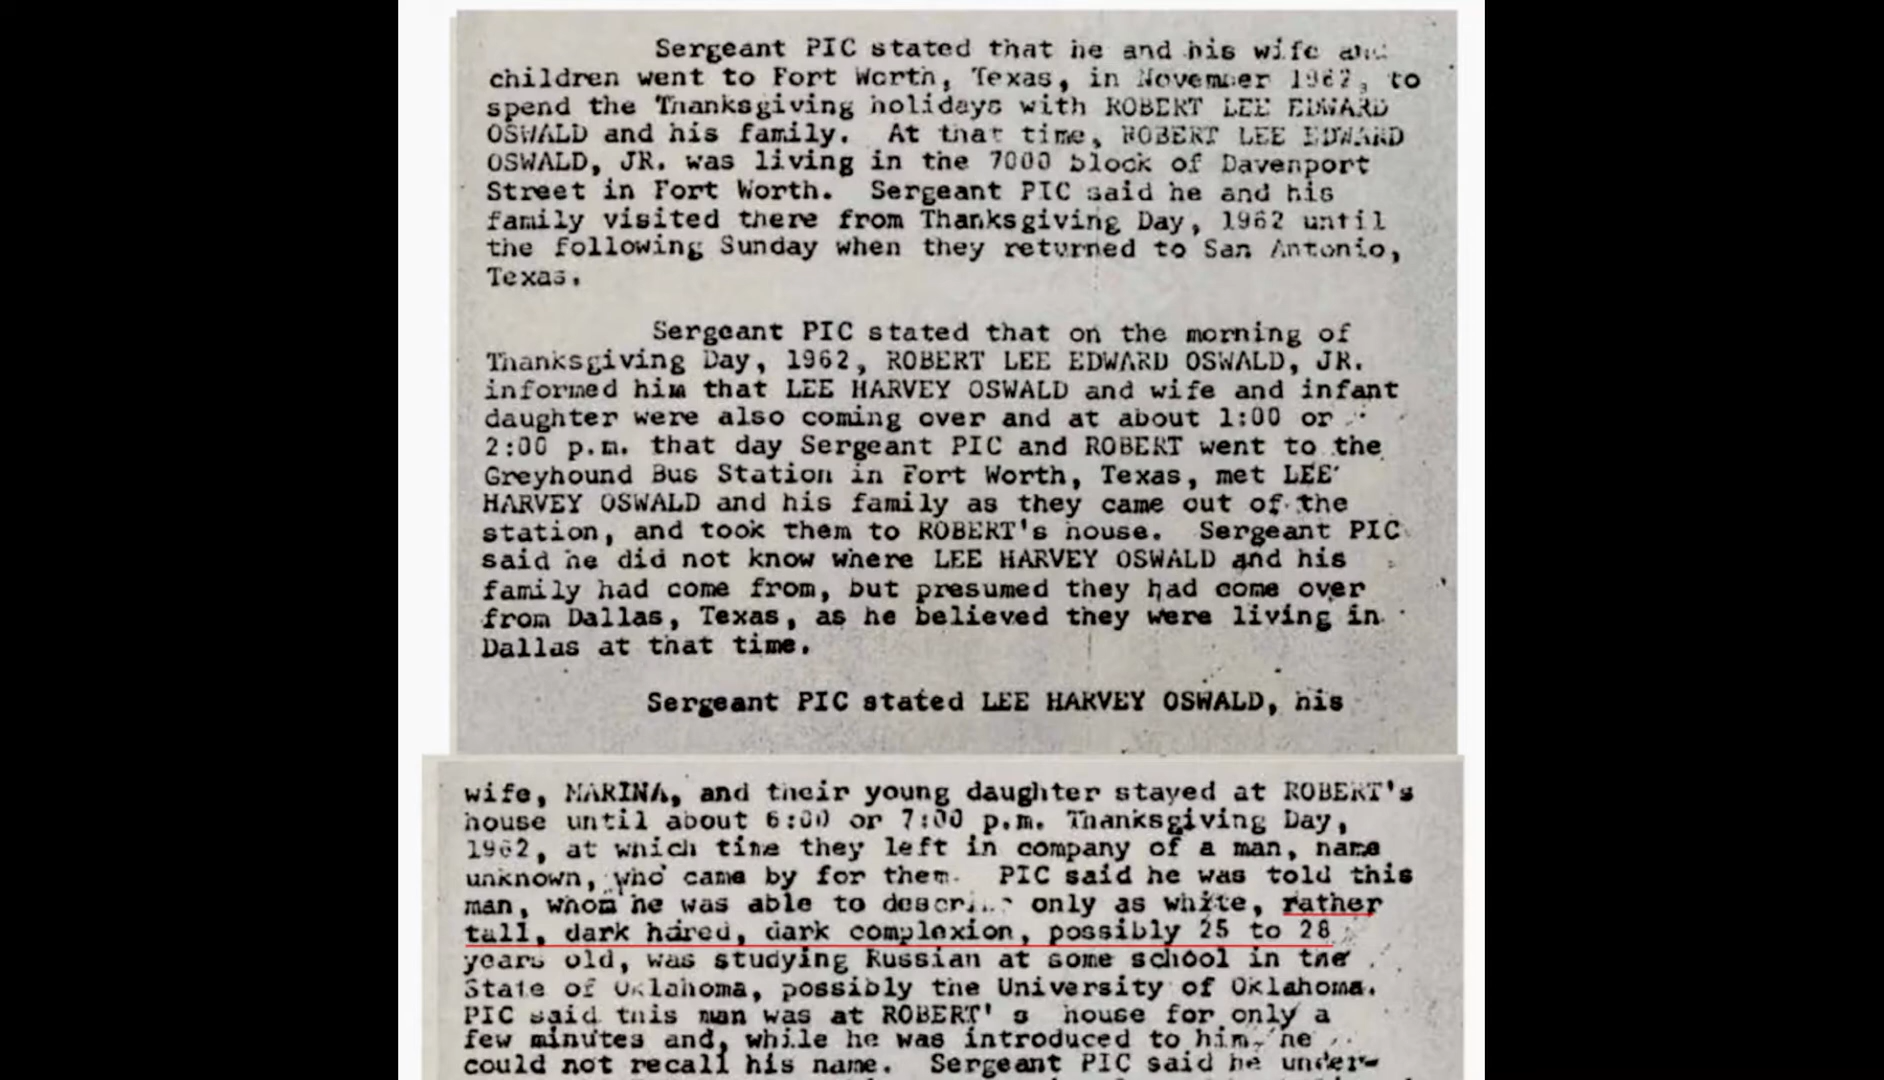 Sergeant PIC stated that he and his wife and
children went to Fort Worth, Texas, in November 1962, to
spend the Thanksgiving holidays with ROBERT LEE EDWARD
OSWALD and his family. At that time, ROBERT LEE EDWARD
OSWALD, JR. was living in the 7000 block of Davenport
Street in Fort Worth. Sergeant PIC said he and his
family visited there from Thanksgiving Day, 1962 until
the following Sunday when they returned to San Antonio,
Texas.
Sergeant PIC stated that on the morning of
Thanksgiving Day, 1962, ROBERT LEE EDWARD OSWALD, JR.
informed him that LEE HARVEY OSWALD and wife and infant
daughter were also coming over and at about 1:00 or
2:00 p.m. that day Sergeant PIC and ROBERT went to the
Greyhound Bus Station in Fort Worth, Texas, met LEE
HARVEY OSWALD and his family as they came out of the
station, and took them to ROBERT's house. Sergeant PIC
said he did not know where LEE HARVEY OSWALD and his
family had come from, but presumed they had come over
from Dallas, Texas, as he believed they were living in
Dallas at that time.
Sergeant PIC stated LEE HARVEY OSWALD, his
wife, MARINA, and their young daughter stayed at ROBERT's
house until about 6:00 or 7:00 p.m. Thanksgiving Day,
1962, at which time they left in company of a man, name
unknown, who came by for them. PIC said he was told this
man, whom he was able to describe only as white, rather
tall, dark haired, dark complexion, possibly 25 to 28
years old, was studying Russian at some school in the
State of Oklahoma, possibly the University of Oklahoma.
PIC said this man was at ROBERT's house for only a
few minutes and, while he was introduced to him, he
could not recall his name. Sergeant PIC said he under-